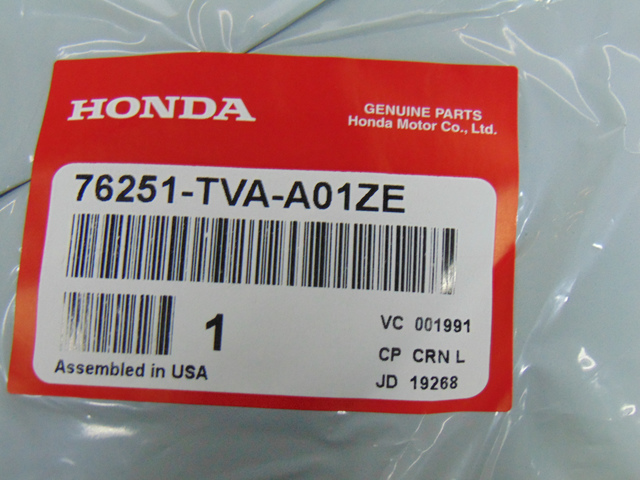 HONDA
GENUINE PARTS
Honda Motor Co., Ltd.
76251-TVA-A01ZE
1
VC 001991
CP CRN L
Assembled in USA
JD 19268